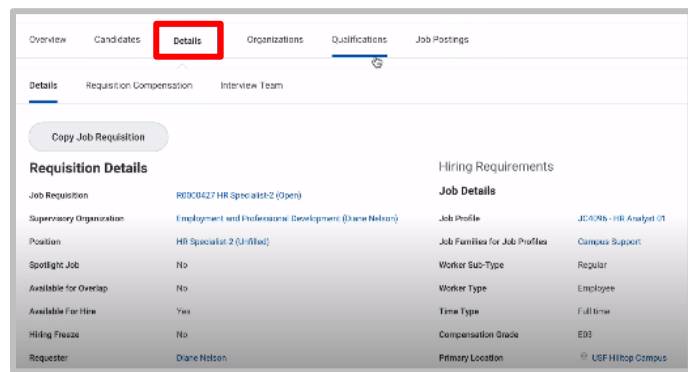 Overview Candidates Details Organizations Qualifications Job Postings
Details Requisition Compensation Interview Team
Copy Job Requisition
Requisition Details
Job Requisition R0000427 HR Specialist-2 (Open)
Supervisory Organization Employment and Professional Development (Diane Nelson)
Position HR Specialist-2 (Unfilled)
Spotlight Job No
Available for Overlap No
Available For Hire Yes
Hiring Freeze No
Requester Diane Nelson
Hiring Requirements
Job Details
Job Profile JC4096 - HR Analyst 01
Job Families for Job Profiles Campus Support
Worker Sub-Type Regular
Worker Type Employee
Time Type Full time
Compensation Grade E03
Primary Location USF Hilltop Campus